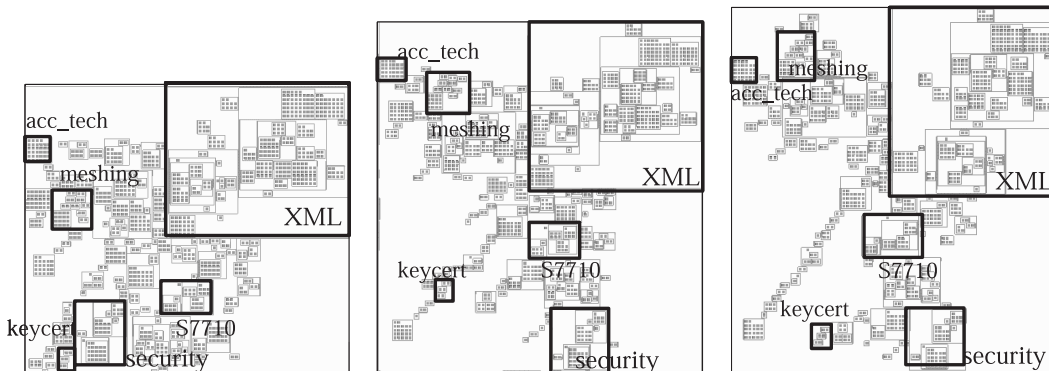 acc_tech
meshing
XML
keycert
S7710
security
acc_tech
meshing
XML
keycert
S7710
security
meshing
acc_tech
XML
S7710
keycert
security